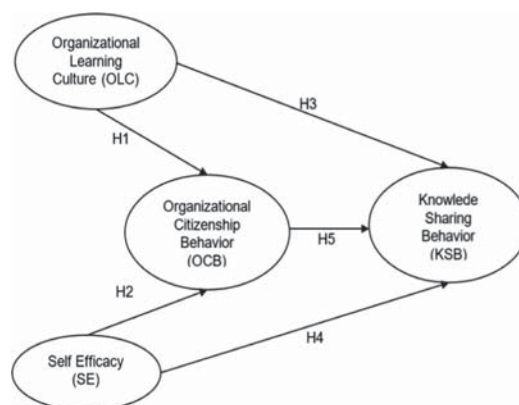 Organizational
Learning
Culture (OLC)
H3
H1
Organizational
Citizenship
Behavior
(OCB)
Knowlede
Sharing
Behavior
(KSB)
H5
H2
H4
Self Efficacy
(SE)